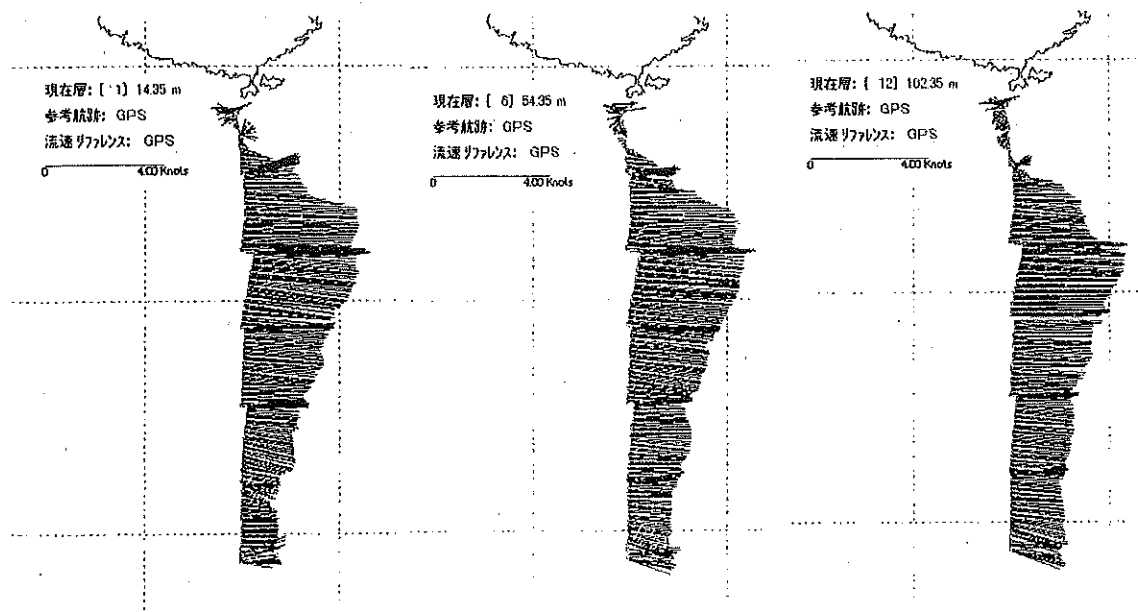 現在層: [ 1] 14.35 m
参考航跡: GPS
流速リファレンス: GPS
0 4.00 Knots
現在層: [ 6] 54.35 m
参考航跡: GPS
流速リファレンス: GPS
0 4.00 Knots
現在層: [ 12] 102.35 m
参考航跡: GPS
流速リファレンス: GPS
0 4.00 Knots